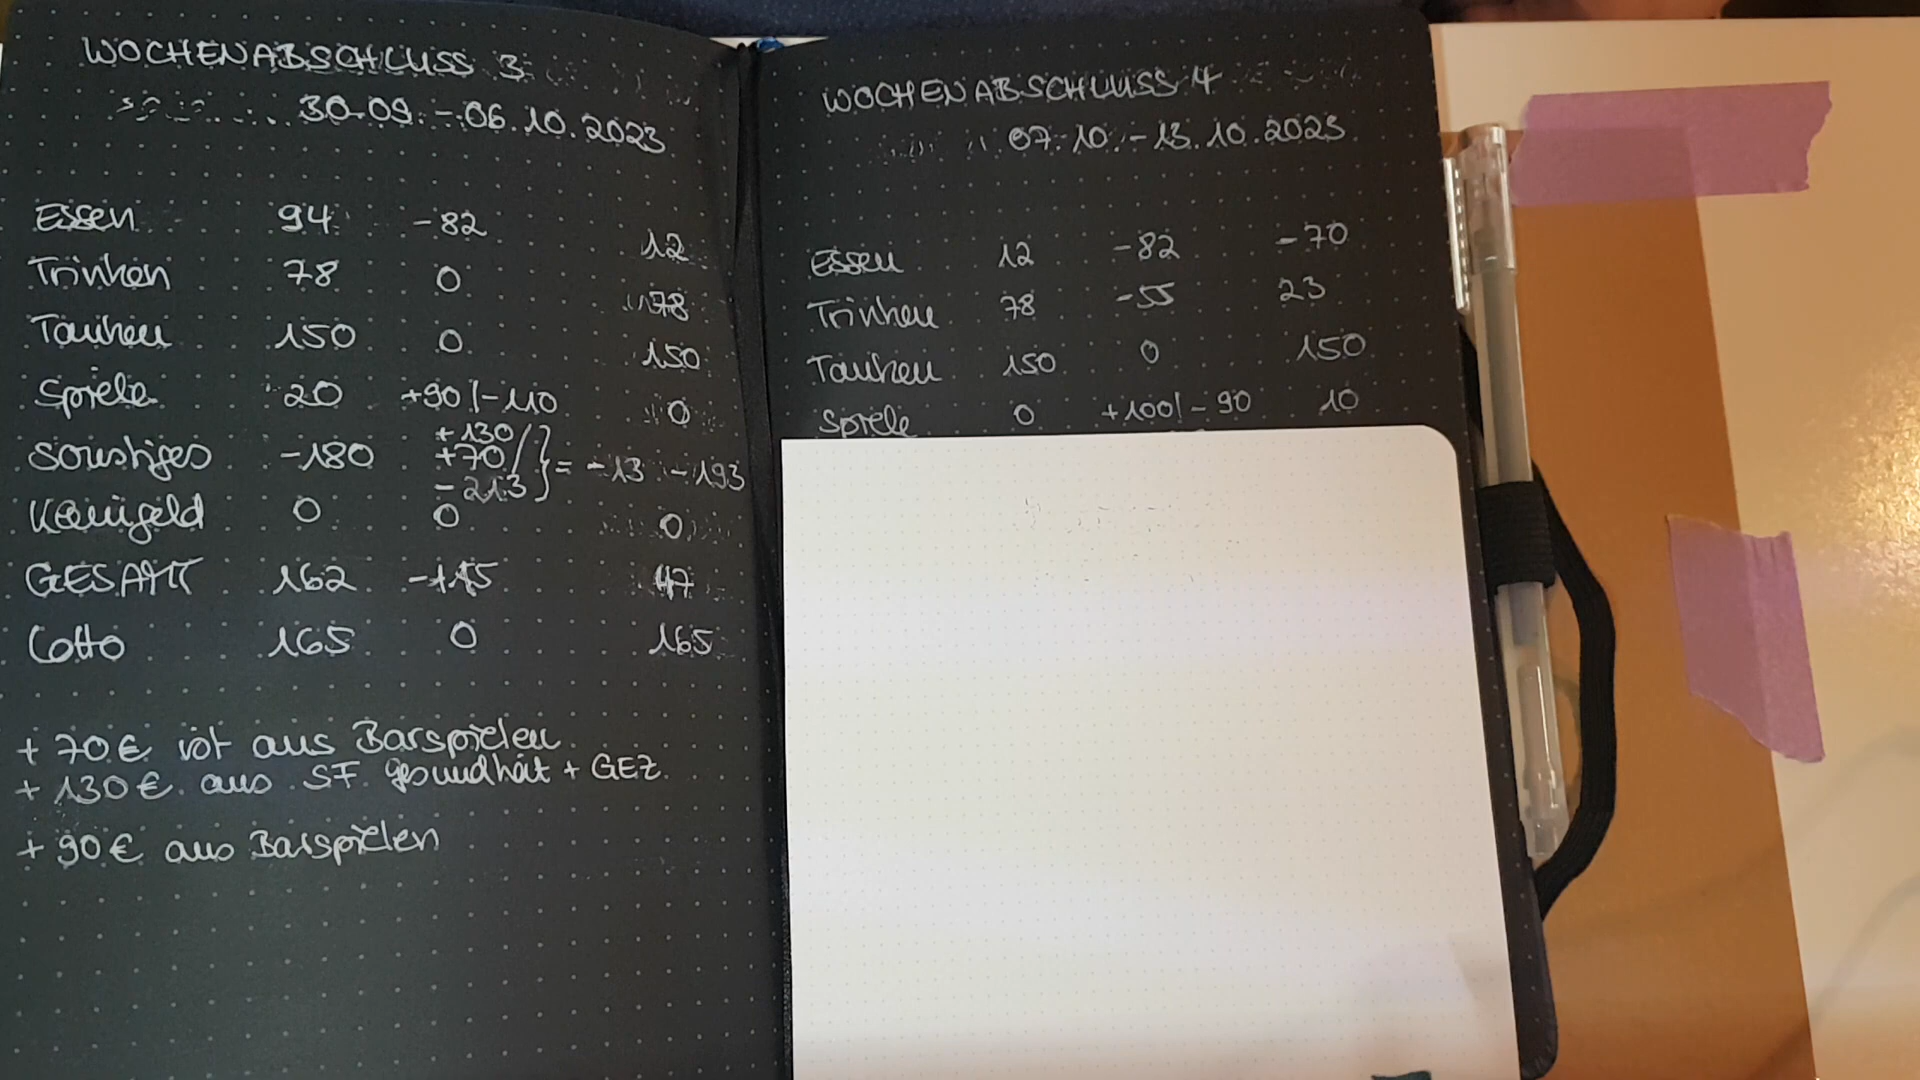 WOCHENABSCHLUSS 3
30.09. - 06.10.2023
Essen 94 -82 12
Trinken 78 0 78
Tanken 150 0 150
Spiele 20 +90/-110 0
+130/
Sonstiges -180 +70/ } = -13 -193
-213
Kleingeld 0 0 0
GESAMT 162 -115 47
Lotto 165 0 165
+ 70€ ist aus Barspielen
+ 130€ aus SF gesundheit + GEZ
+ 90€ aus Barspielen
WOCHENABSCHLUSS 4
07.10. - 13.10.2023
Essen 12 -82 -70
Trinken 78 -55 23
Tanken 150 0 150
Spiele 0 +100/-90 10